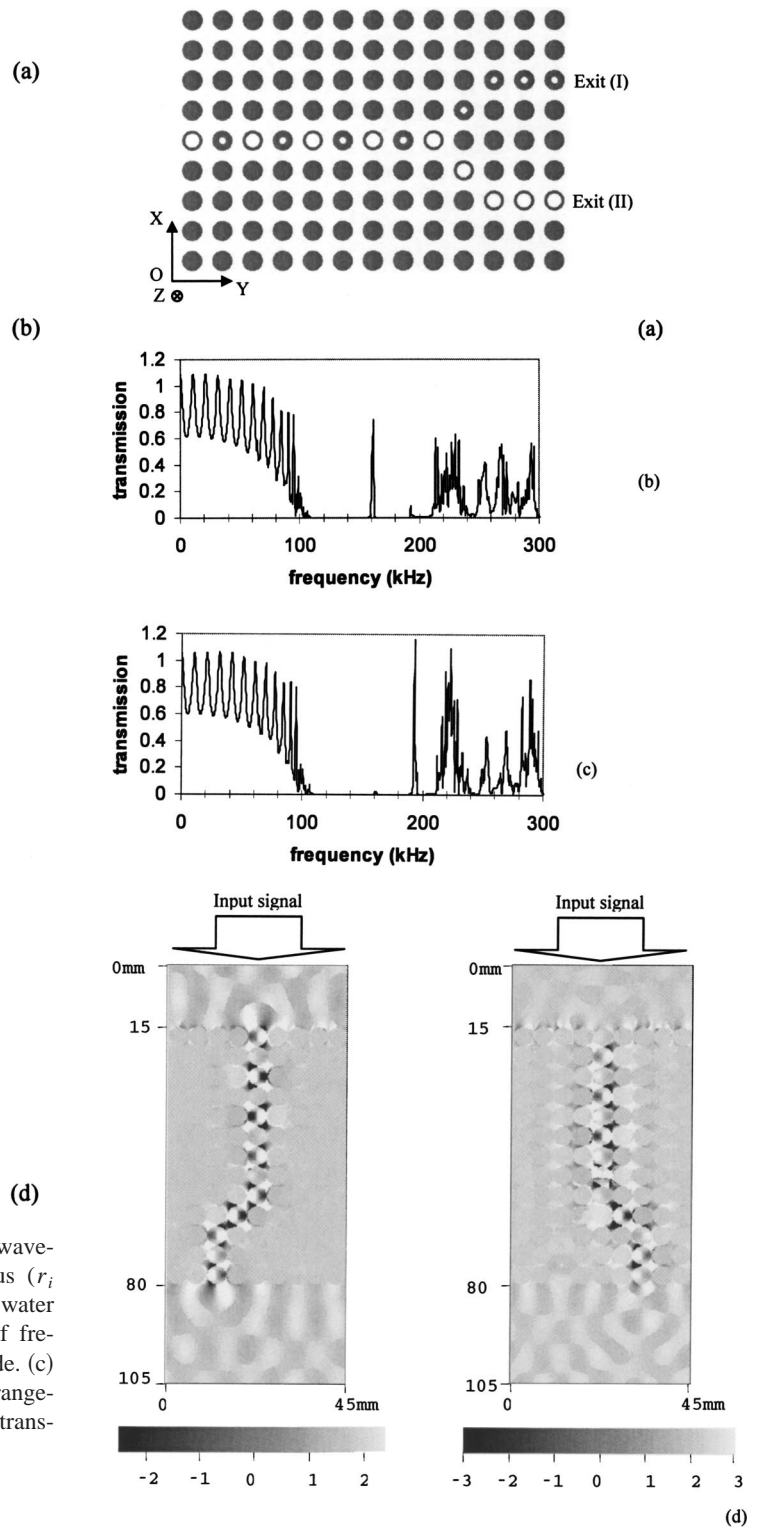 (a)
Exit (I)
Exit (II)
X
O
Z
Y
(b)
(a)
1.2
1
0.8
0.6
0.4
0.2
0
transmission
0 100 200 300
frequency (kHz)
(b)
1.2
1
0.8
0.6
0.4
0.2
0
transmission
0 100 200 300
frequency (kHz)
(c)
Input signal
Input signal
0mm
15
80
105
0 45mm
-2 -1 0 1 2
0mm
15
80
105
0 45mm
-3 -2 -1 0 1 2 3
(d)
wave-
us (r_i
water
f fre-
le. (c)
range-
trans-
(d)